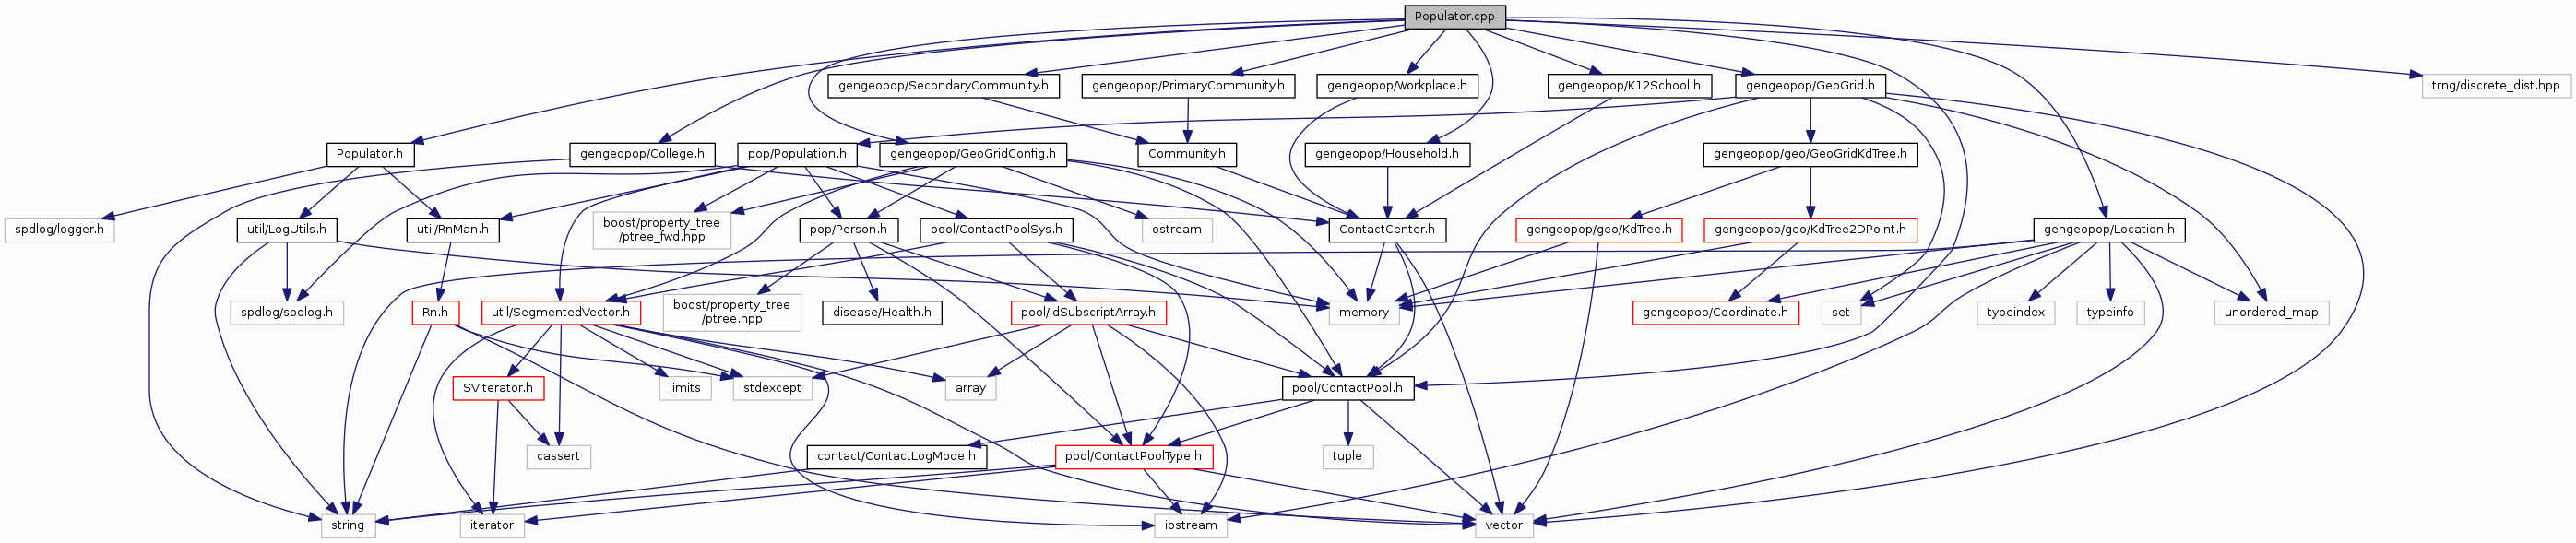 Populator.cpp
gengeopop/SecondaryCommunity.h
gengeopop/PrimaryCommunity.h
gengeopop/Workplace.h
gengeopop/K12School.h
gengeopop/GeoGrid.h
trng/discrete_dist.hpp
Populator.h
gengeopop/College.h
pop/Population.h
gengeopop/GeoGridConfig.h
Community.h
gengeopop/Household.h
gengeopop/geo/GeoGridKdTree.h
spdlog/logger.h
util/LogUtils.h
util/RnMan.h
boost/property_tree
/ptree_fwd.hpp
pop/Person.h
pool/ContactPoolSys.h
ostream
ContactCenter.h
gengeopop/geo/KdTree.h
gengeopop/geo/KdTree2DPoint.h
gengeopop/Location.h
spdlog/spdlog.h
Rn.h
util/SegmentedVector.h
boost/property_tree
/ptree.hpp
disease/Health.h
pool/IdSubscriptArray.h
memory
gengeopop/Coordinate.h
set
typeindex
typeinfo
unordered_map
SVIterator.h
limits
stdexcept
array
pool/ContactPool.h
cassert
contact/ContactLogMode.h
pool/ContactPoolType.h
tuple
string
iterator
iostream
vector